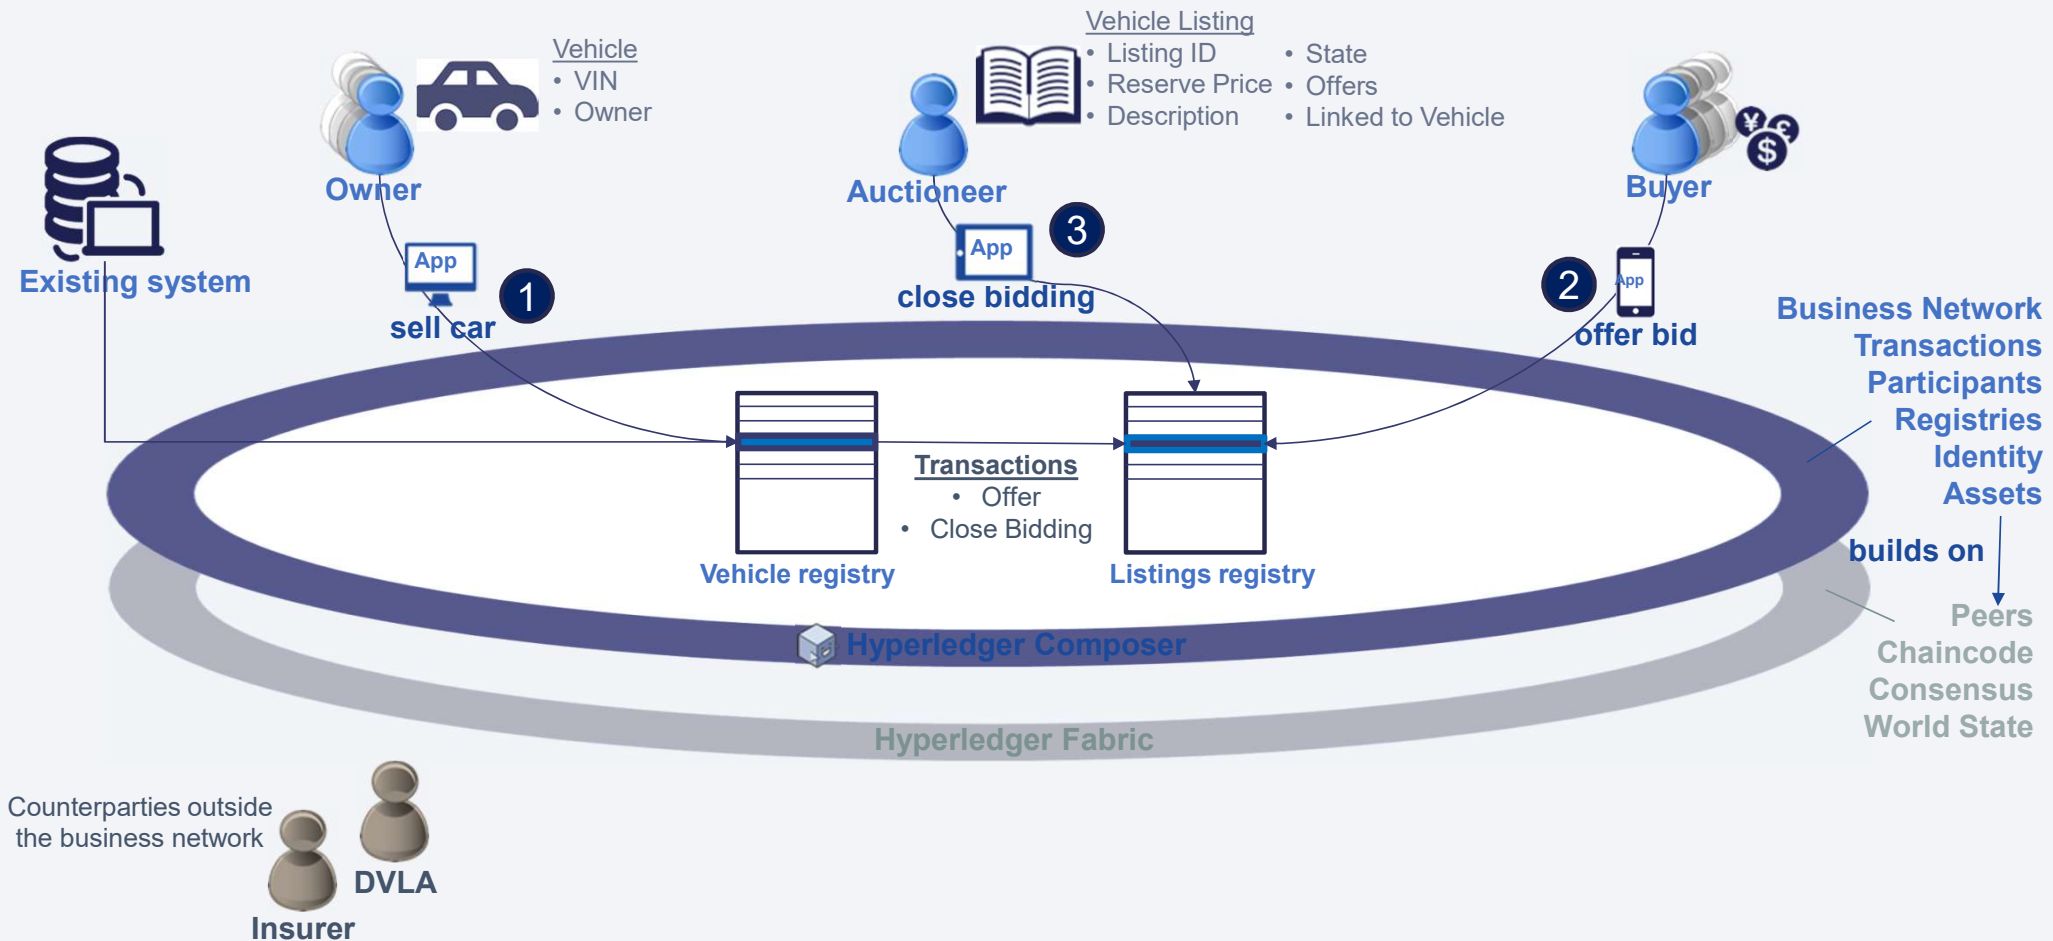 Vehicle
• VIN
• Owner
Owner
Vehicle Listing
• Listing ID
• Reserve Price
• Description
• State
• Offers
• Linked to Vehicle
Auctioneer
Buyer
¥
£
$
Existing system
App
1
sell car
App
3
close bidding
App
2
offer bid
Business Network
Transactions
Participants
Registries
Identity
Assets
builds on
Peers
Chaincode
Consensus
World State
Transactions
• Offer
• Close Bidding
Vehicle registry
Listings registry
Hyperledger Composer
Hyperledger Fabric
Counterparties outside
the business network
DVLA
Insurer